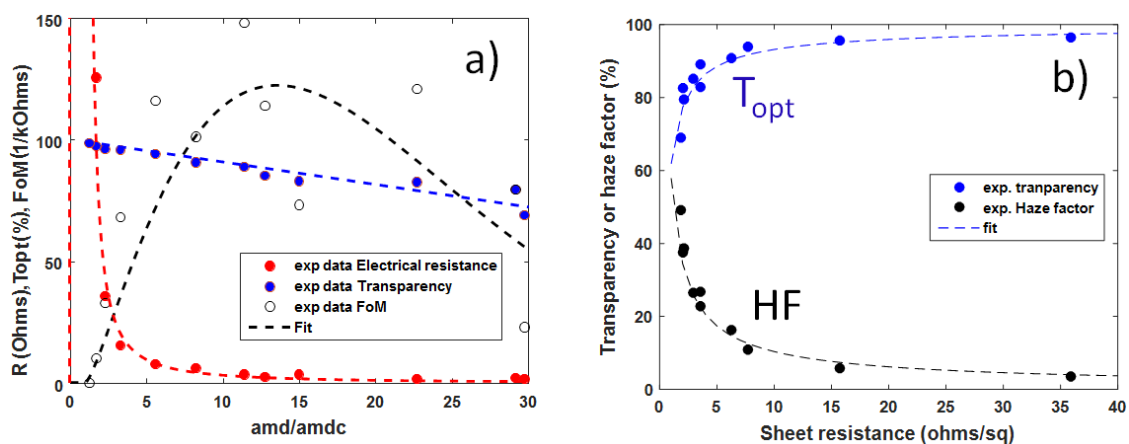 a)
R (Ohms), Topt(%), FoM(1/kOhms)
150
100
50
0
exp data Electrical resistance
exp data Transparency
exp data FoM
Fit
0 5 10 15 20 25 30
amd/amdc
b)
Transparency or haze factor (%)
100
80
60
40
20
0
Topt
exp. tranparency
exp. Haze factor
fit
HF
0 5 10 15 20 25 30 35 40
Sheet resistance (ohms/sq)